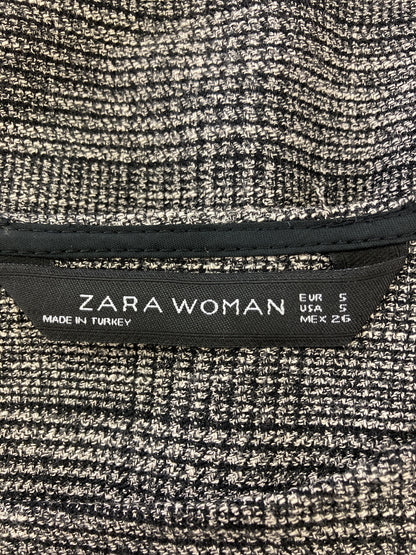 ZARA WOMAN
MADE IN TURKEY
EUR S
USA S
MEX 26